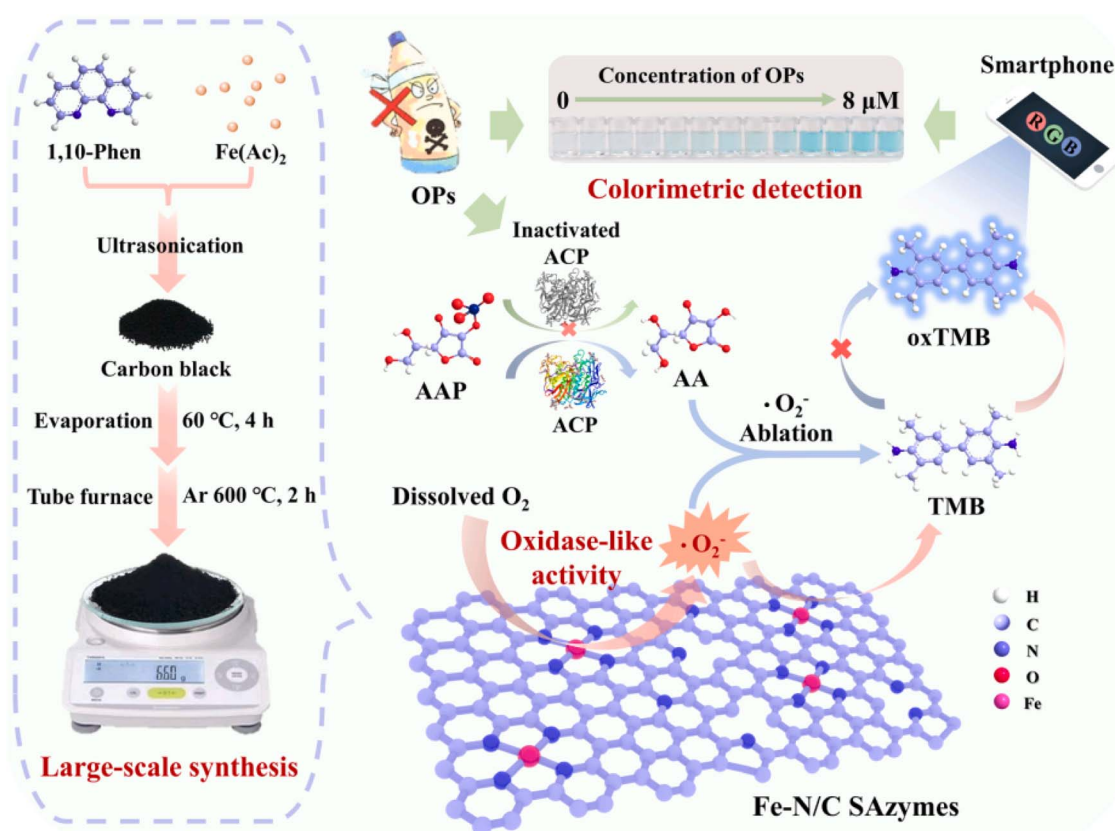 1,10-Phen
Fe(Ac)₂
Ultrasonication
Carbon black
Evaporation
60 °C, 4 h
Tube furnace
Ar 600 °C, 2 h
660 g
Large-scale synthesis
OPs
Concentration of OPs
0
8 μM
Colorimetric detection
Smartphone
R G B
Inactivated
ACP
AAP
ACP
AA
oxTMB
· O₂⁻
Ablation
TMB
Dissolved O₂
Oxidase-like
activity
· O₂⁻
H
C
N
O
Fe
Fe-N/C SAzymes